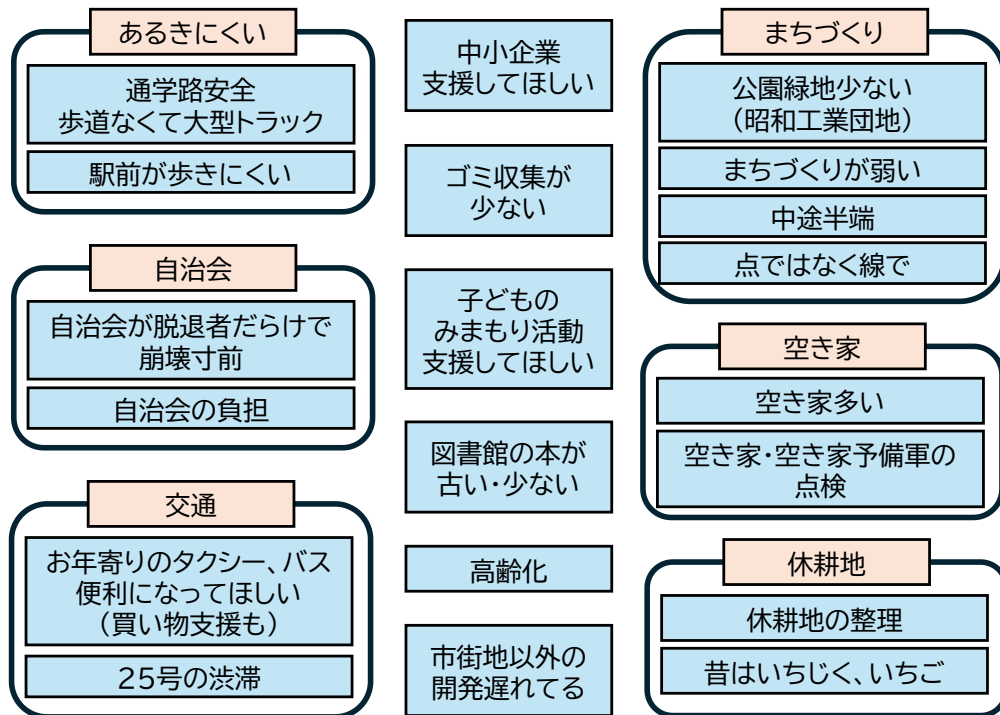 あるきにくい
通学路安全
歩道なくて大型トラック
駅前が歩きにくい
自治会
自治会が脱退者だらけで
崩壊寸前
自治会の負担
交通
お年寄りのタクシー、バス
便利になってほしい
（買い物支援も）
25号の渋滞
中小企業
支援してほしい
ゴミ収集が
少ない
子どもの
みまもり活動
支援してほしい
図書館の本が
古い・少ない
高齢化
市街地以外の
開発遅れてる
まちづくり
公園緑地少ない
（昭和工業団地）
まちづくりが弱い
中途半端
点ではなく線で
空き家
空き家多い
空き家・空き家予備軍の
点検
休耕地
休耕地の整理
昔はいちじく、いちご